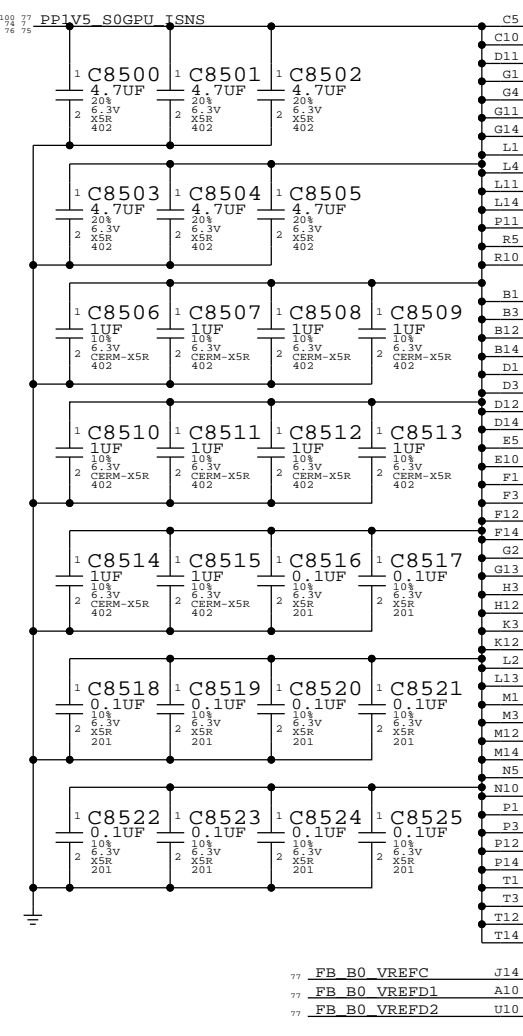 100 77 PP1V5_S0GPU_ISNS
74 7
76 75
C5
C10
D11
G1
G4
G11
G14
L1
L4
L11
L14
P11
R5
R10
B1
B3
B12
B14
D1
D3
D12
D14
E5
E10
F1
F3
F12
F14
G2
G13
H3
H12
K3
K12
L2
L13
M1
M3
M12
M14
N5
N10
P1
P3
P12
P14
T1
T3
T12
T14
1 C8500 1 C8501 1 C8502
4.7UF 4.7UF 4.7UF
20% 20% 20%
6.3V 6.3V 6.3V
2 X5R 2 X5R 2 X5R
402 402 402
1 C8503 1 C8504 1 C8505
4.7UF 4.7UF 4.7UF
20% 20% 20%
6.3V 6.3V 6.3V
2 X5R 2 X5R 2 X5R
402 402 402
1 C8506 1 C8507 1 C8508 1 C8509
1UF 1UF 1UF 1UF
10% 10% 10% 10%
6.3V 6.3V 6.3V 6.3V
2 CERM-X5R 2 CERM-X5R 2 CERM-X5R 2 CERM-X5R
402 402 402 402
1 C8510 1 C8511 1 C8512 1 C8513
1UF 1UF 1UF 1UF
10% 10% 10% 10%
6.3V 6.3V 6.3V 6.3V
2 CERM-X5R 2 CERM-X5R 2 CERM-X5R 2 CERM-X5R
402 402 402 402
1 C8514 1 C8515 1 C8516 1 C8517
1UF 1UF 0.1UF 0.1UF
10% 10% 10% 10%
6.3V 6.3V 6.3V 6.3V
2 CERM-X5R 2 CERM-X5R 2 X5R 2 X5R
402 402 201 201
1 C8518 1 C8519 1 C8520 1 C8521
0.1UF 0.1UF 0.1UF 0.1UF
10% 10% 10% 10%
6.3V 6.3V 6.3V 6.3V
2 X5R 2 X5R 2 X5R 2 X5R
201 201 201 201
1 C8522 1 C8523 1 C8524 1 C8525
0.1UF 0.1UF 0.1UF 0.1UF
10% 10% 10% 10%
6.3V 6.3V 6.3V 6.3V
2 X5R 2 X5R 2 X5R 2 X5R
201 201 201 201
77 FB_B0_VREFC J14
77 FB_B0_VREFD1 A10
77 FB_B0_VREFD2 U10